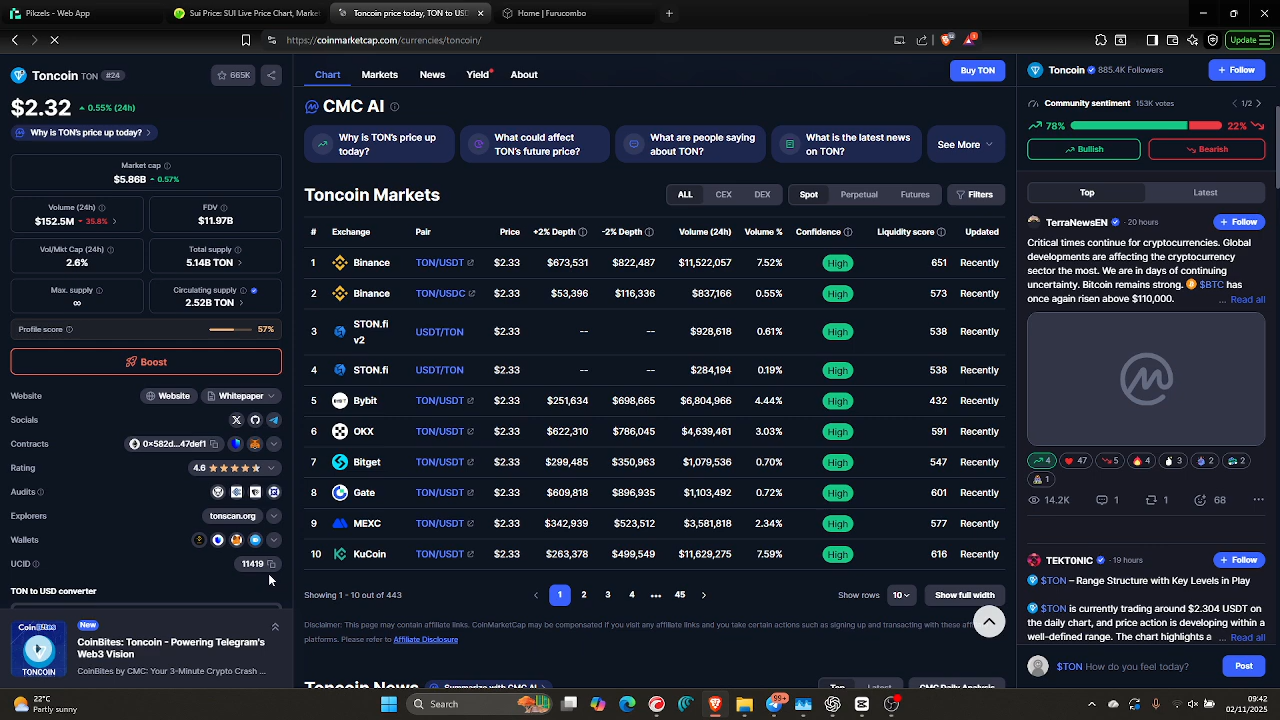 Pikzels - Web App
Sui Price: SUI Live Price Chart, Market
Toncoin price today, TON to USD
Home | Furucombo
https://coinmarketcap.com/currencies/toncoin/
Update
Toncoin TON #24
665K
$2.32 0.55% (24h)
Why is TON's price up today?
Market cap
$5.86B 0.57%
Volume (24h)
$152.5M 35.8%
FDV
$11.97B
Vol/Mkt Cap (24h)
2.6%
Total supply
5.14B TON
Max. supply
∞
Circulating supply
2.52B TON
Profile score
57%
Boost
Website
Website
Whitepaper
Socials
Contracts
0x582d...47def1
Rating
4.6
Audits
Explorers
tonscan.org
Wallets
UCID
11419
TON to USD converter
CoinBites
TONCOIN
New
CoinBites: Toncoin - Powering Telegram's
Web3 Vision
CoinBites by CMC: Your 3-Minute Crypto Crash ...
Chart Markets News Yield About
Buy TON
CMC AI
Why is TON's price up
today?
What could affect
TON's future price?
What are people saying
about TON?
What is the latest news
on TON?
See More
Toncoin Markets
ALL CEX DEX
Spot Perpetual Futures
Filters
# Exchange Pair Price +2% Depth -2% Depth Volume (24h) Volume % Confidence Liquidity score Updated
1 Binance TON/USDT $2.33 $673,531 $822,487 $11,522,057 7.52% High 651 Recently
2 Binance TON/USDC $2.33 $53,396 $116,336 $837,166 0.55% High 573 Recently
3 STON.fi
v2 USDT/TON $2.33 -- -- $928,618 0.61% High 538 Recently
4 STON.fi USDT/TON $2.33 -- -- $284,194 0.19% High 538 Recently
5 Bybit TON/USDT $2.33 $251,634 $698,665 $6,804,966 4.44% High 432 Recently
6 OKX TON/USDT $2.33 $622,310 $786,045 $4,639,461 3.03% High 591 Recently
7 Bitget TON/USDT $2.33 $299,485 $350,963 $1,079,536 0.70% High 547 Recently
8 Gate TON/USDT $2.33 $609,818 $896,935 $1,103,492 0.72% High 601 Recently
9 MEXC TON/USDT $2.33 $342,989 $523,512 $3,581,818 2.34% High 577 Recently
10 KuCoin TON/USDT $2.33 $263,378 $499,549 $11,629,275 7.59% High 616 Recently
Showing 1 - 10 out of 443
1 2 3 4 ... 45
Show rows 10
Show full width
Disclaimer: This page may contain affiliate links. CoinMarketCap may be compensated if you visit any affiliate links and you take certain actions such as signing up and transacting with these
platforms. Please refer to Affiliate Disclosure
Toncoin News
Summarize with CMC AI
Top Latest
CMC Daily Analysis
Toncoin 885.4K Followers
+ Follow
Community sentiment 153K votes
1/2
78%
22%
Bullish
Bearish
Top
Latest
TerraNewsEN · 20 hours
+ Follow
Critical times continue for cryptocurrencies. Global
developments are affecting the cryptocurrency
sector the most. We are in days of continuing
uncertainty. Bitcoin remains strong. $BTC has
once again risen above $110,000. ... Read all
4 47 5 4 3 2 2
1
14.2K 1 1 68
TEKTONIC · 19 hours
+ Follow
$TON – Range Structure with Key Levels in Play
$TON is currently trading around $2.304 USDT on
the daily chart, and price action is developing within a
well-defined range. The chart highlights a ... Read all
$TON How do you feel today?
Post
22°C
Partly sunny
Search
99+
09:42
02/11/2025